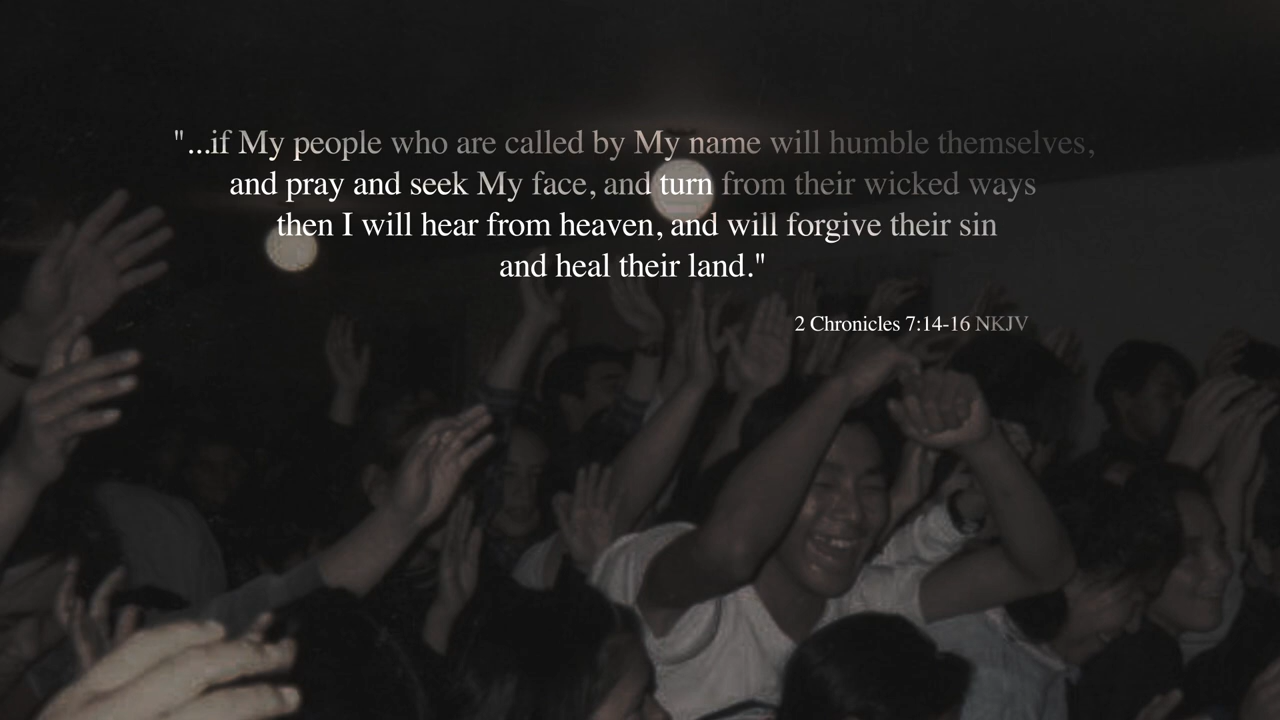 "...if My people who are called by My name will humble themselves,
and pray and seek My face, and turn from their wicked ways
then I will hear from heaven, and will forgive their sin
and heal their land."
2 Chronicles 7:14-16 NKJV